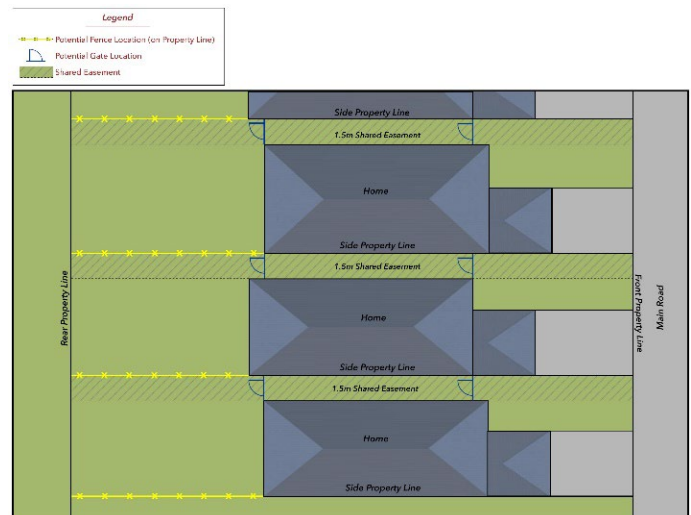 Legend
Potential Fence Location (on Property Line)
Potential Gate Location
Shared Easement
Side Property Line
1.5m Shared Easement
Home
Side Property Line
1.5m Shared Easement
Rear Property Line
Front Property Line
Main Road
Home
Side Property Line
1.5m Shared Easement
Home
Side Property Line